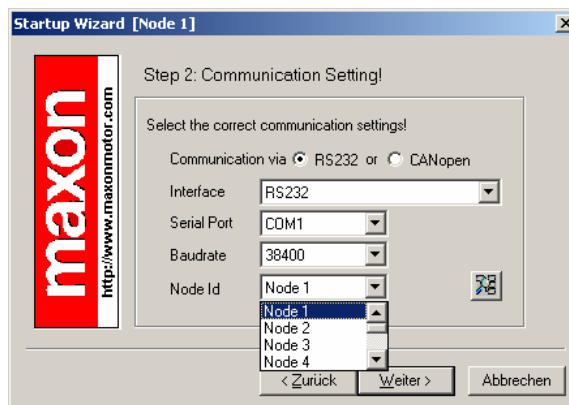 Startup Wizard [Node 1]
maxon
http://www.maxonmotor.com
Step 2: Communication Setting!
Select the correct communication settings!
Communication via RS232 or CANopen
Interface RS232
Serial Port COM1
Baudrate 38400
Node Id Node 1
Node 1
Node 2
Node 3
Node 4
< Zurück Weiter > Abbrechen